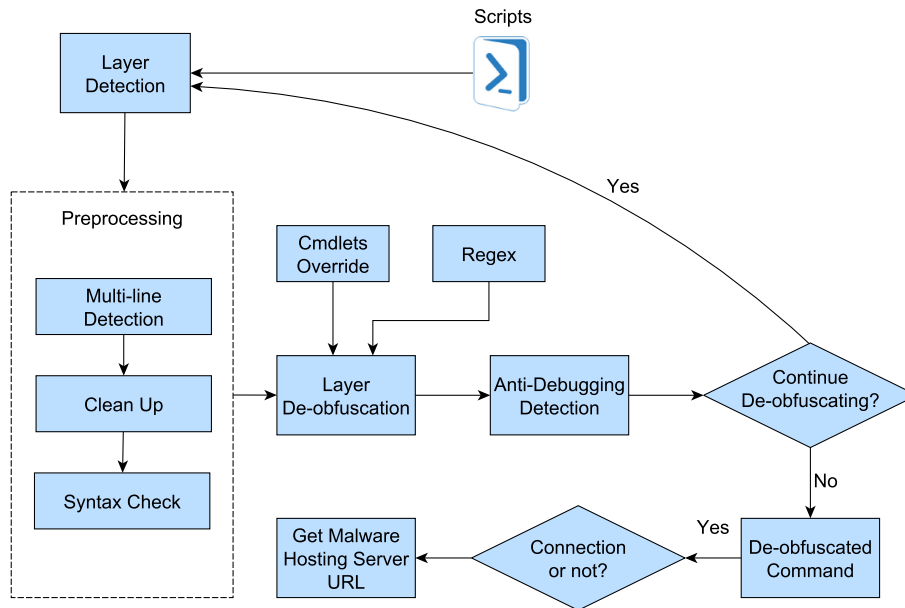 Scripts
Layer
Detection
Yes
Preprocessing
Cmdlets
Override
Regex
Multi-line
Detection
Layer
De-obfuscation
Anti-Debugging
Detection
Continue
De-obfuscating?
Clean Up
Syntax Check
No
Get Malware
Hosting Server
URL
Connection
or not?
Yes
De-obfuscated
Command